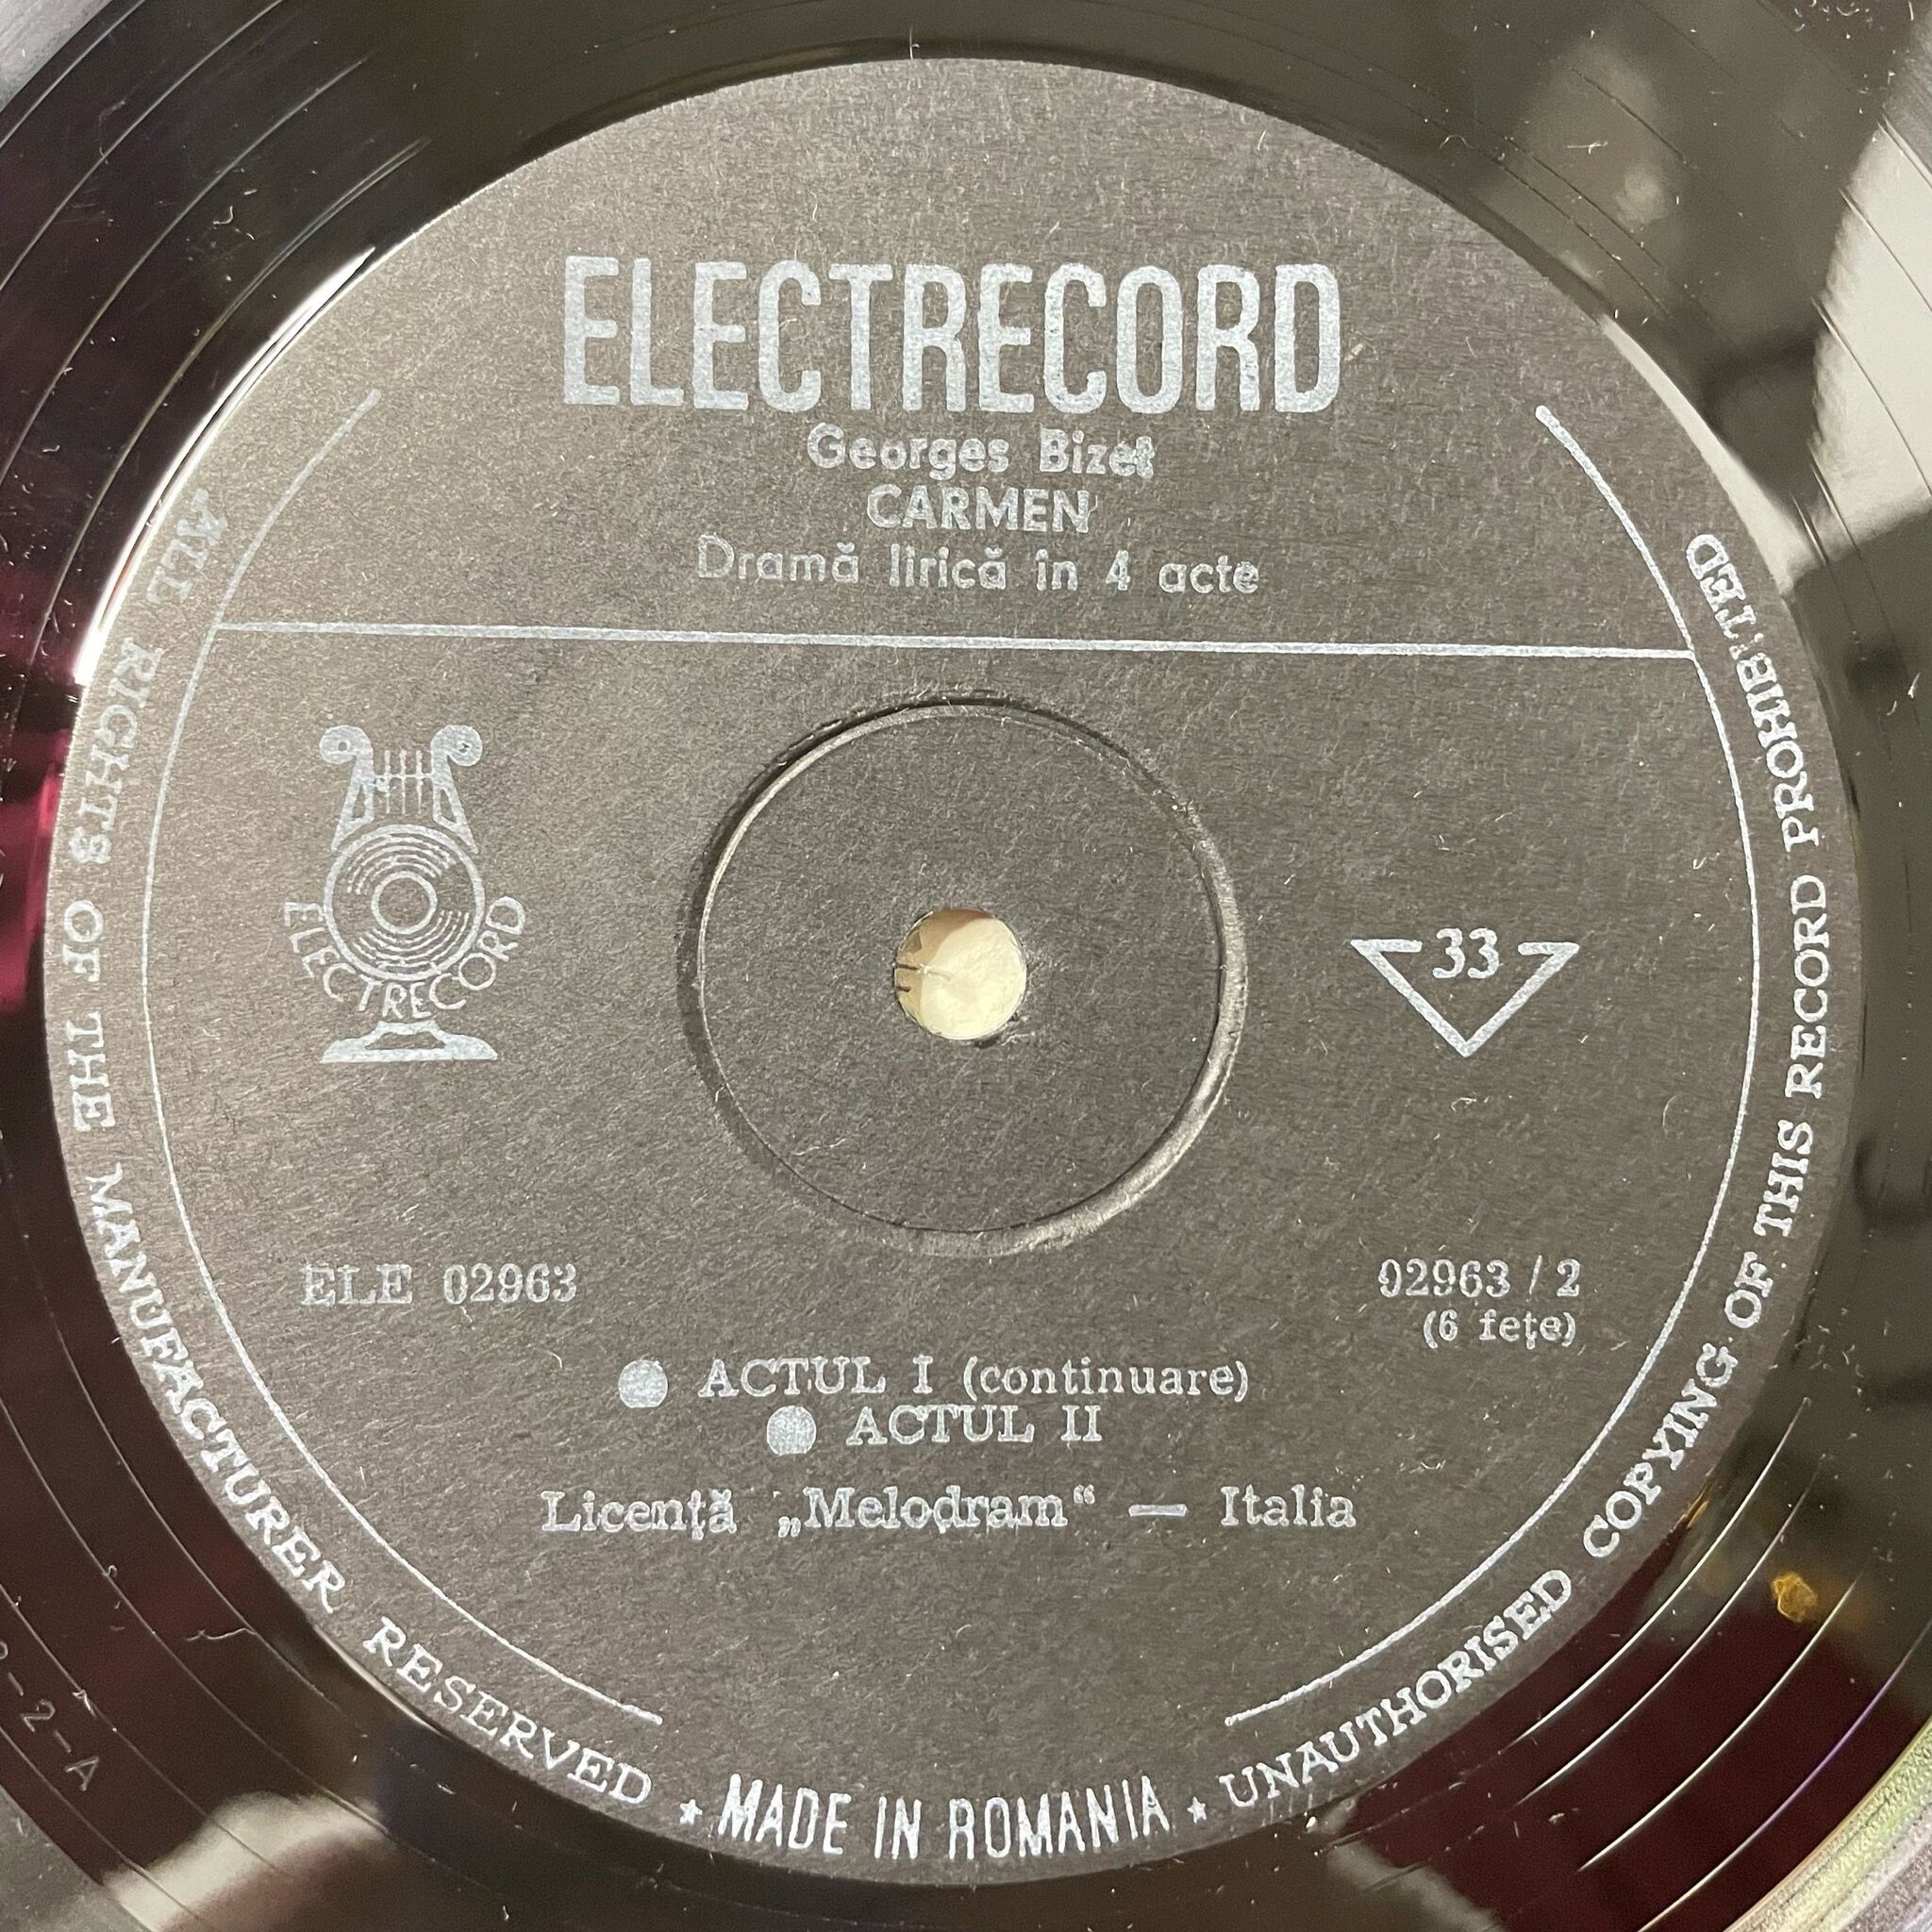 ELECTRECORD
Georges Bizet
CARMEN
Dramă lirică în 4 acte
ELECTRECORD
33
ELE 02963
02963 / 2
(6 fețe)
ACTUL I (continuare)
ACTUL II
Licență „Melodram“ — Italia
ALL RIGHTS OF THE MANUFACTURER RESERVED ★ MADE IN ROMANIA ★ UNAUTHORISED COPYING OF THIS RECORD PROHIBITED
-2-A